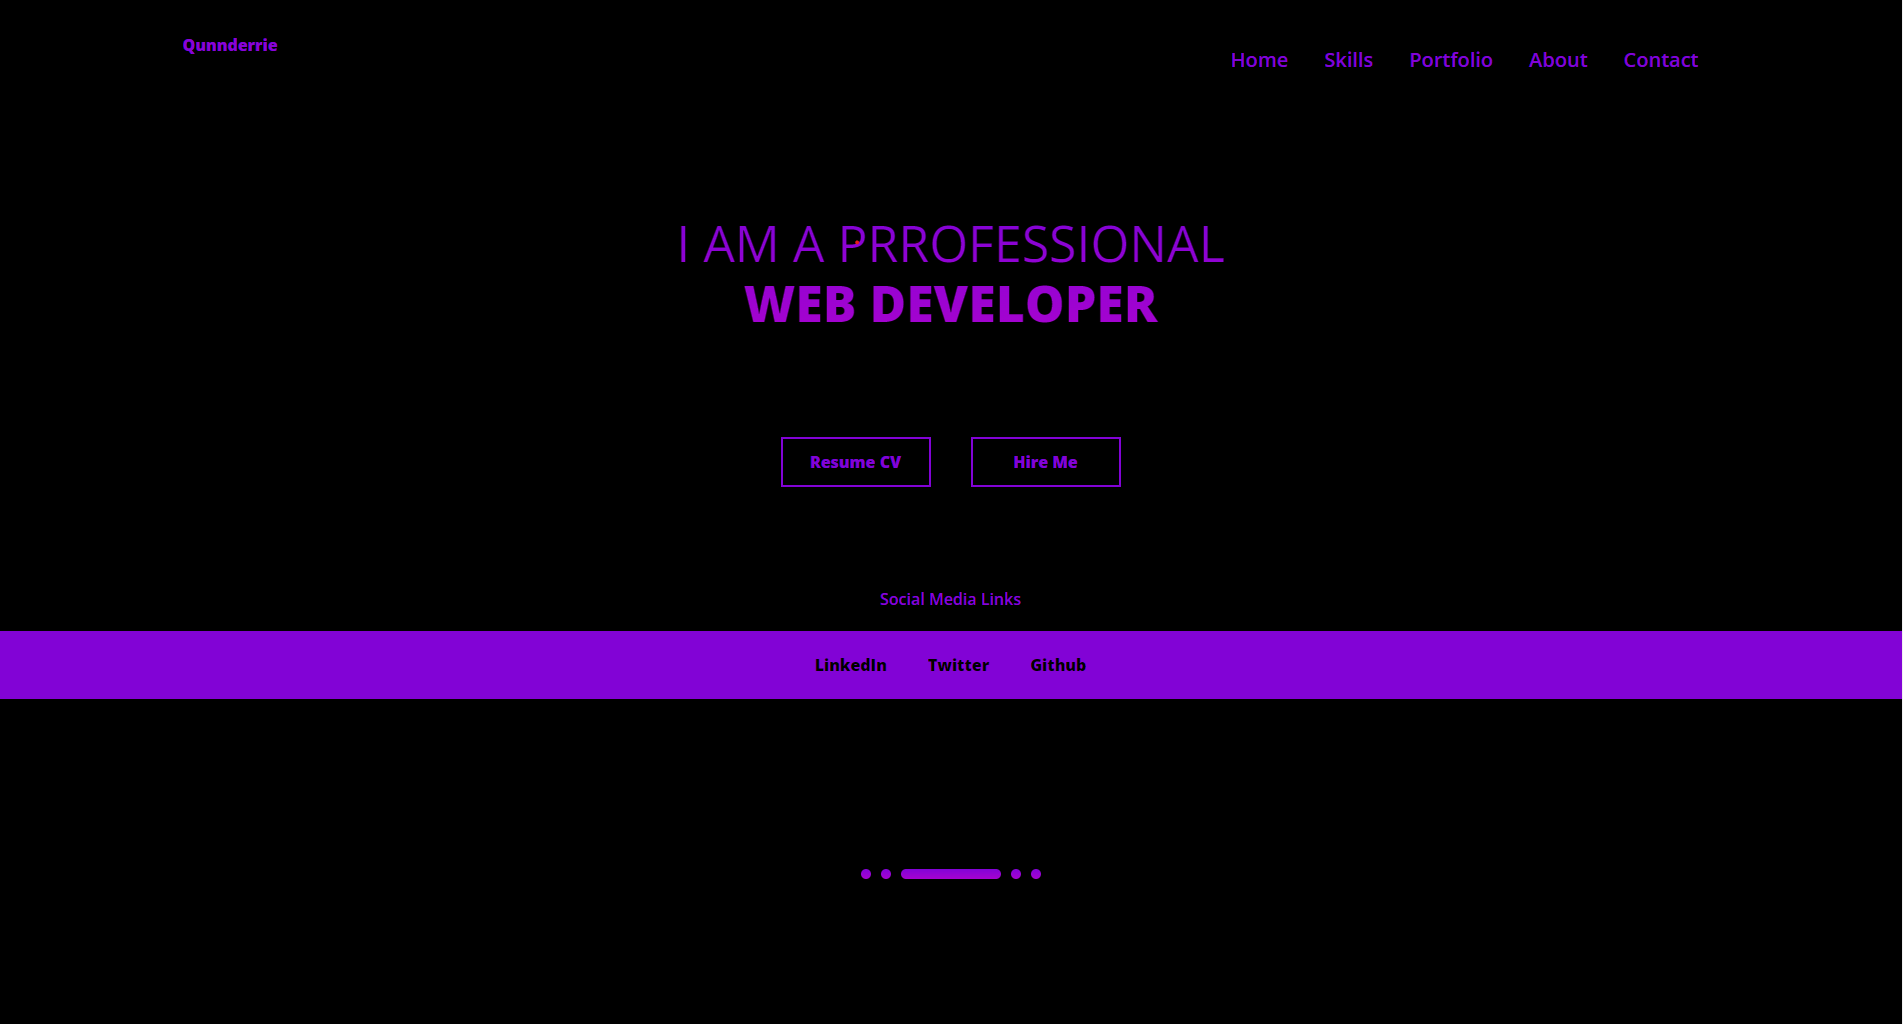 Qunnderrie
Home Skills Portfolio About Contact
I AM A PRROFESSIONAL
WEB DEVELOPER
Resume CV Hire Me
Social Media Links
LinkedIn Twitter Github